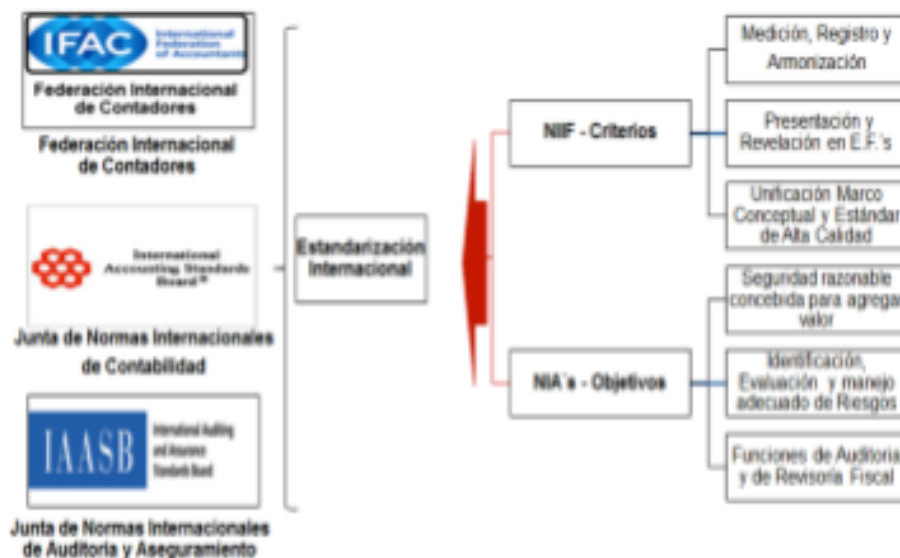 IFAC
International
Federation
of Accountants
Federación Internacional
de Contadores
Federación Internacional
de Contadores
International
Accounting Standards
Board®
Junta de Normas Internacionales
de Contabilidad
IAASB
International Auditing
and Assurance
Standards Board
Junta de Normas Internacionales
de Auditoría y Aseguramiento
Estandarización
Internacional
NIIF - Criterios
Medición, Registro y
Armonización
Presentación y
Revelación en E.F.´s
Unificación Marco
Conceptual y Estándar
de Alta Calidad
NIA´s - Objetivos
Seguridad razonable
concebida para agregar
valor
Identificación,
Evaluación y manejo
adecuado de Riesgos
Funciones de Auditoria
y de Revisoría Fiscal